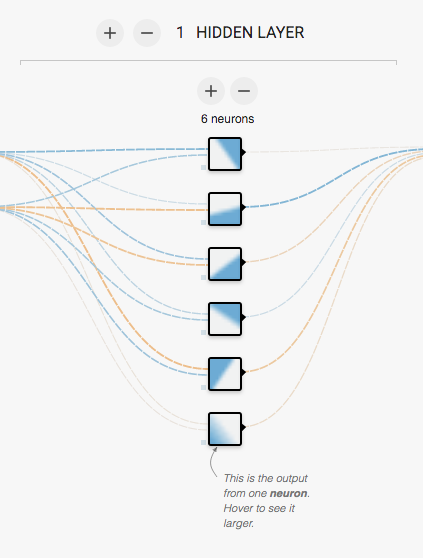 1 HIDDEN LAYER
6 neurons
This is the output
from one neuron.
Hover to see it
larger.